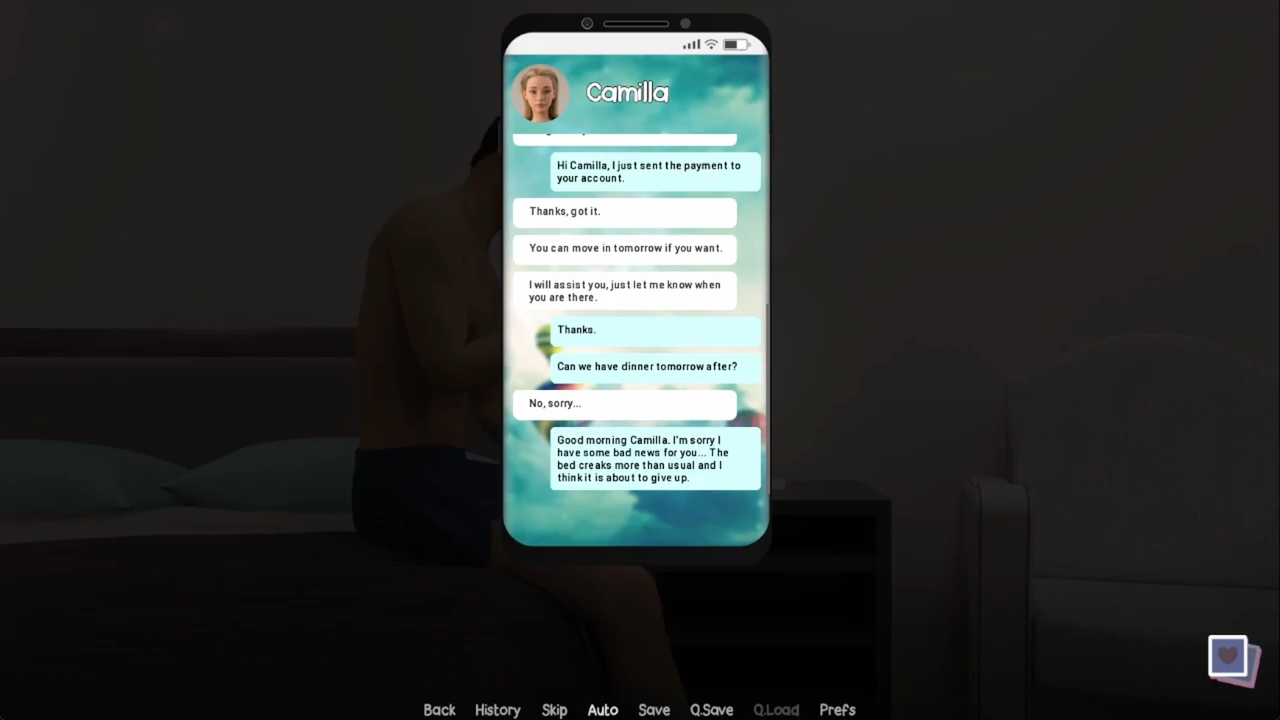 Camilla
Hi Camilla, I just sent the payment to
your account.
Thanks, got it.
You can move in tomorrow if you want.
I will assist you, just let me know when
you are there.
Thanks.
Can we have dinner tomorrow after?
No, sorry...
Good morning Camilla. I'm sorry I
have some bad news for you... The
bed creaks more than usual and I
think it is about to give up.
Back History Skip Auto Save Q.Save Q.Load Prefs